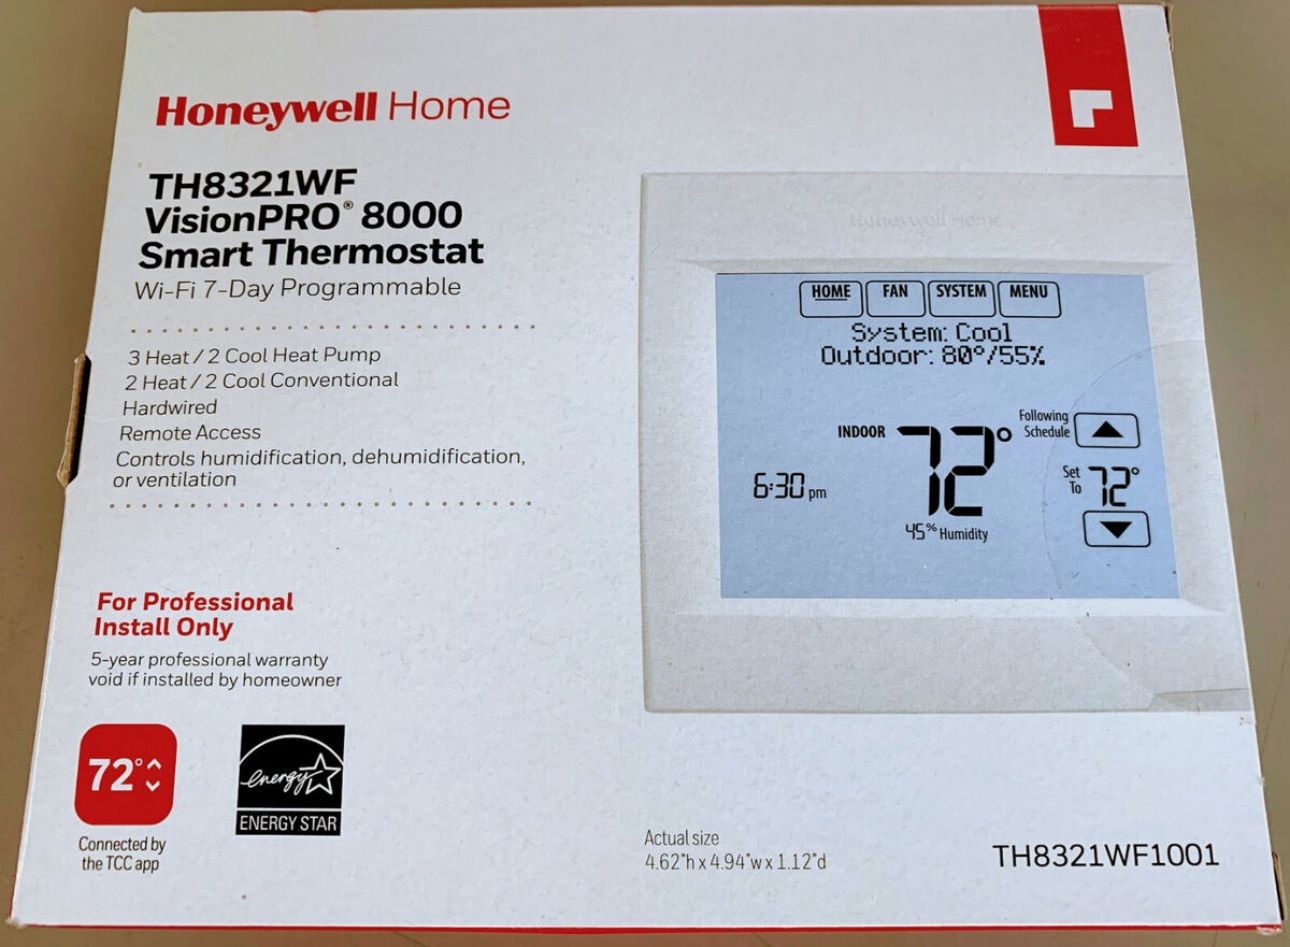 Honeywell Home
TH8321WF
VisionPRO® 8000
Smart Thermostat
Wi-Fi 7-Day Programmable
3 Heat / 2 Cool Heat Pump
2 Heat / 2 Cool Conventional
Hardwired
Remote Access
Controls humidification, dehumidification,
or ventilation
For Professional
Install Only
5-year professional warranty
void if installed by homeowner
72°
Connected by
the TCC app
energy
ENERGY STAR
Honeywell Home
HOME FAN SYSTEM MENU
System: Cool
Outdoor: 80°/55%
INDOOR 72°
Following
Schedule
6:30 pm
Set
To 72°
45% Humidity
Actual size
4.62"h x 4.94"w x 1.12"d
TH8321WF1001